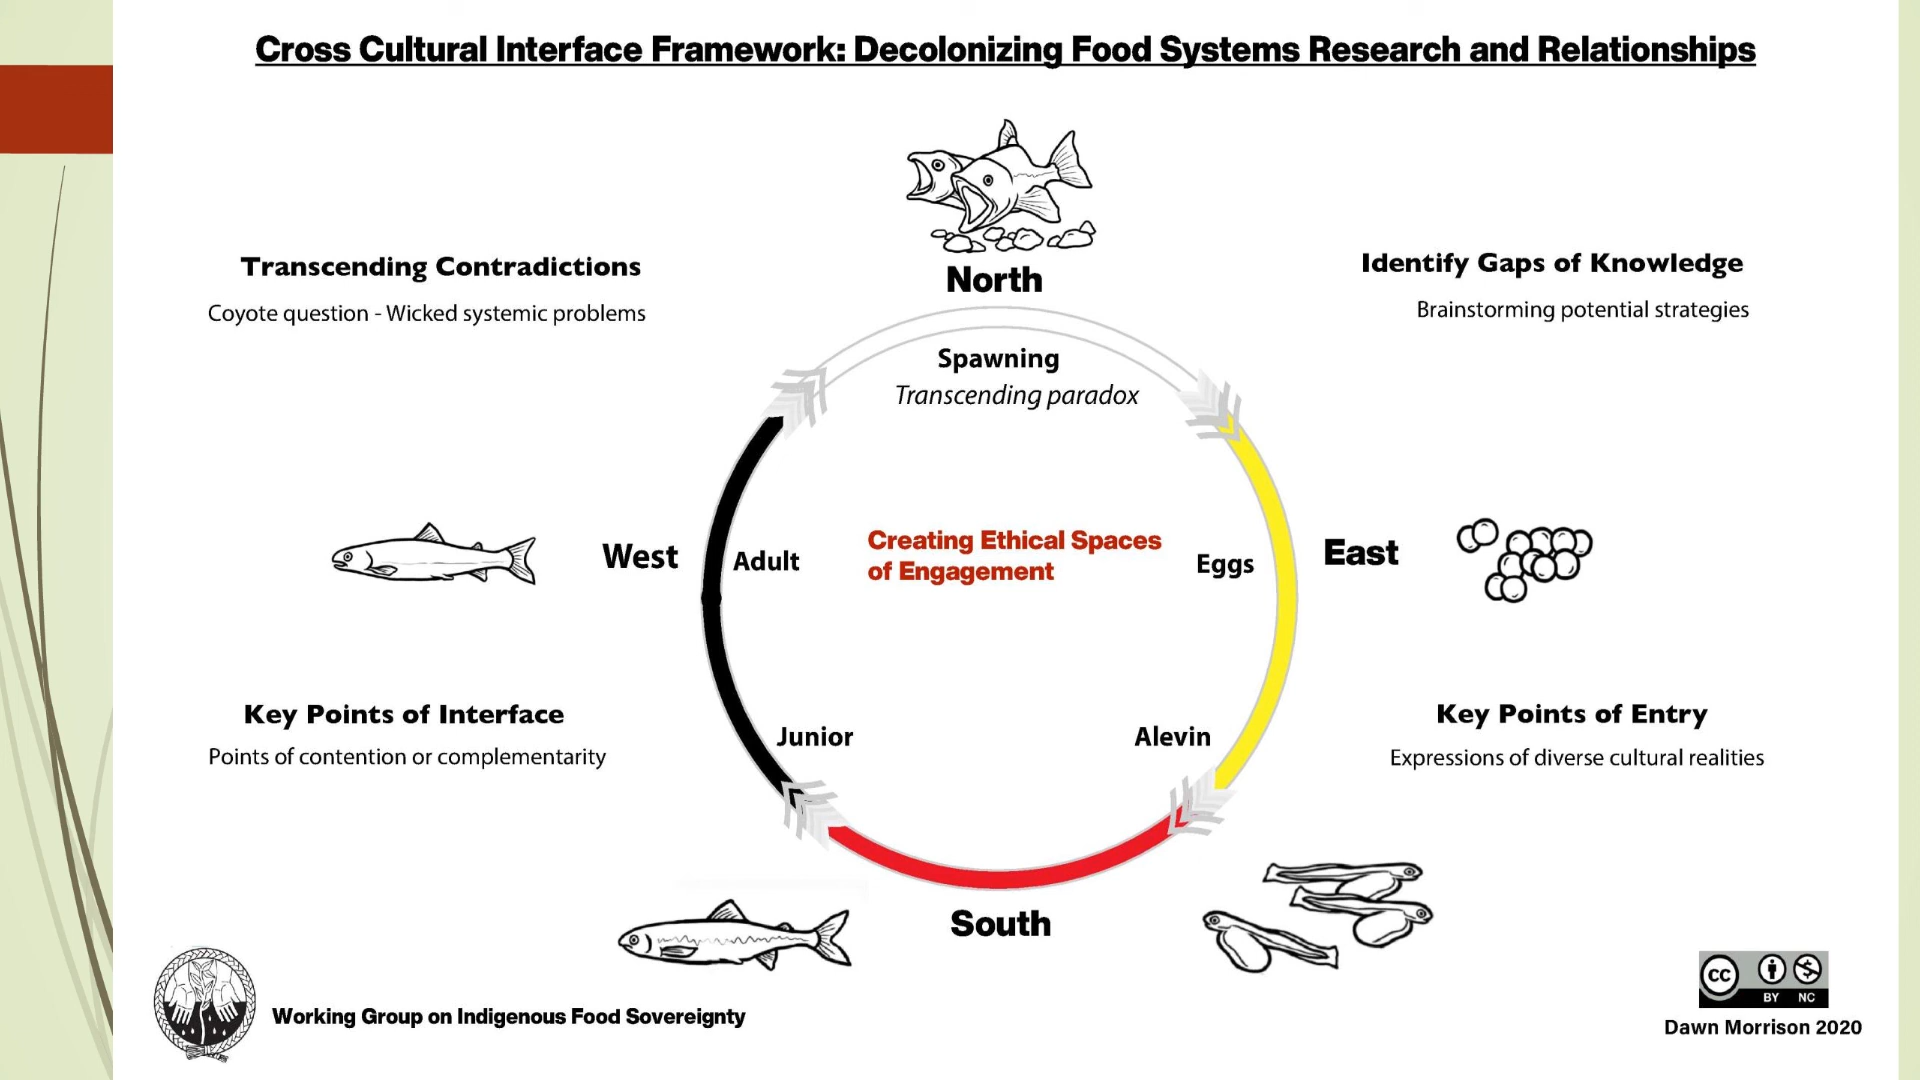 Cross Cultural Interface Framework: Decolonizing Food Systems Research and Relationships
North
Transcending Contradictions
Coyote question - Wicked systemic problems
Identify Gaps of Knowledge
Brainstorming potential strategies
Spawning
Transcending paradox
West
Adult
Creating Ethical Spaces
of Engagement
Eggs
East
Key Points of Interface
Points of contention or complementarity
Junior
Alevin
Key Points of Entry
Expressions of diverse cultural realities
South
Working Group on Indigenous Food Sovereignty
cc
BY NC
Dawn Morrison 2020